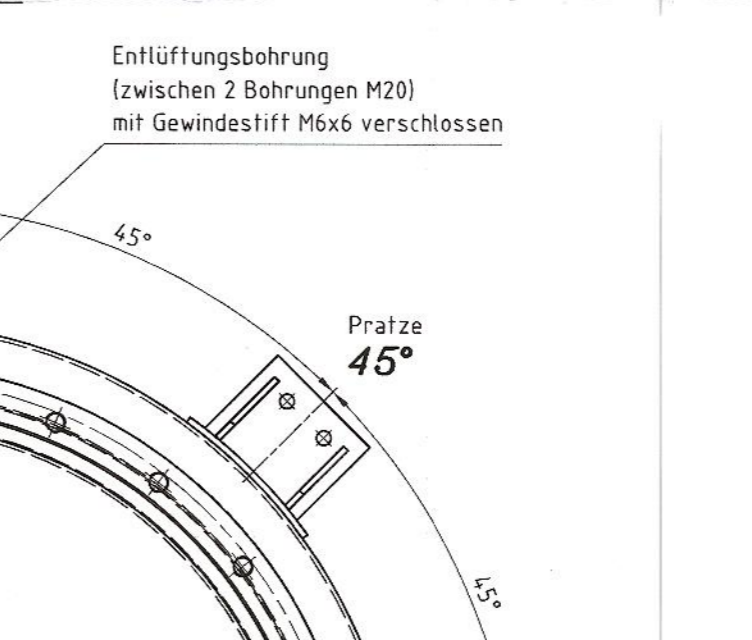 Entlüftungsbohrung
(zwischen 2 Bohrungen M20)
mit Gewindestift M6x6 verschlossen
45°
Pratze
45°
45°